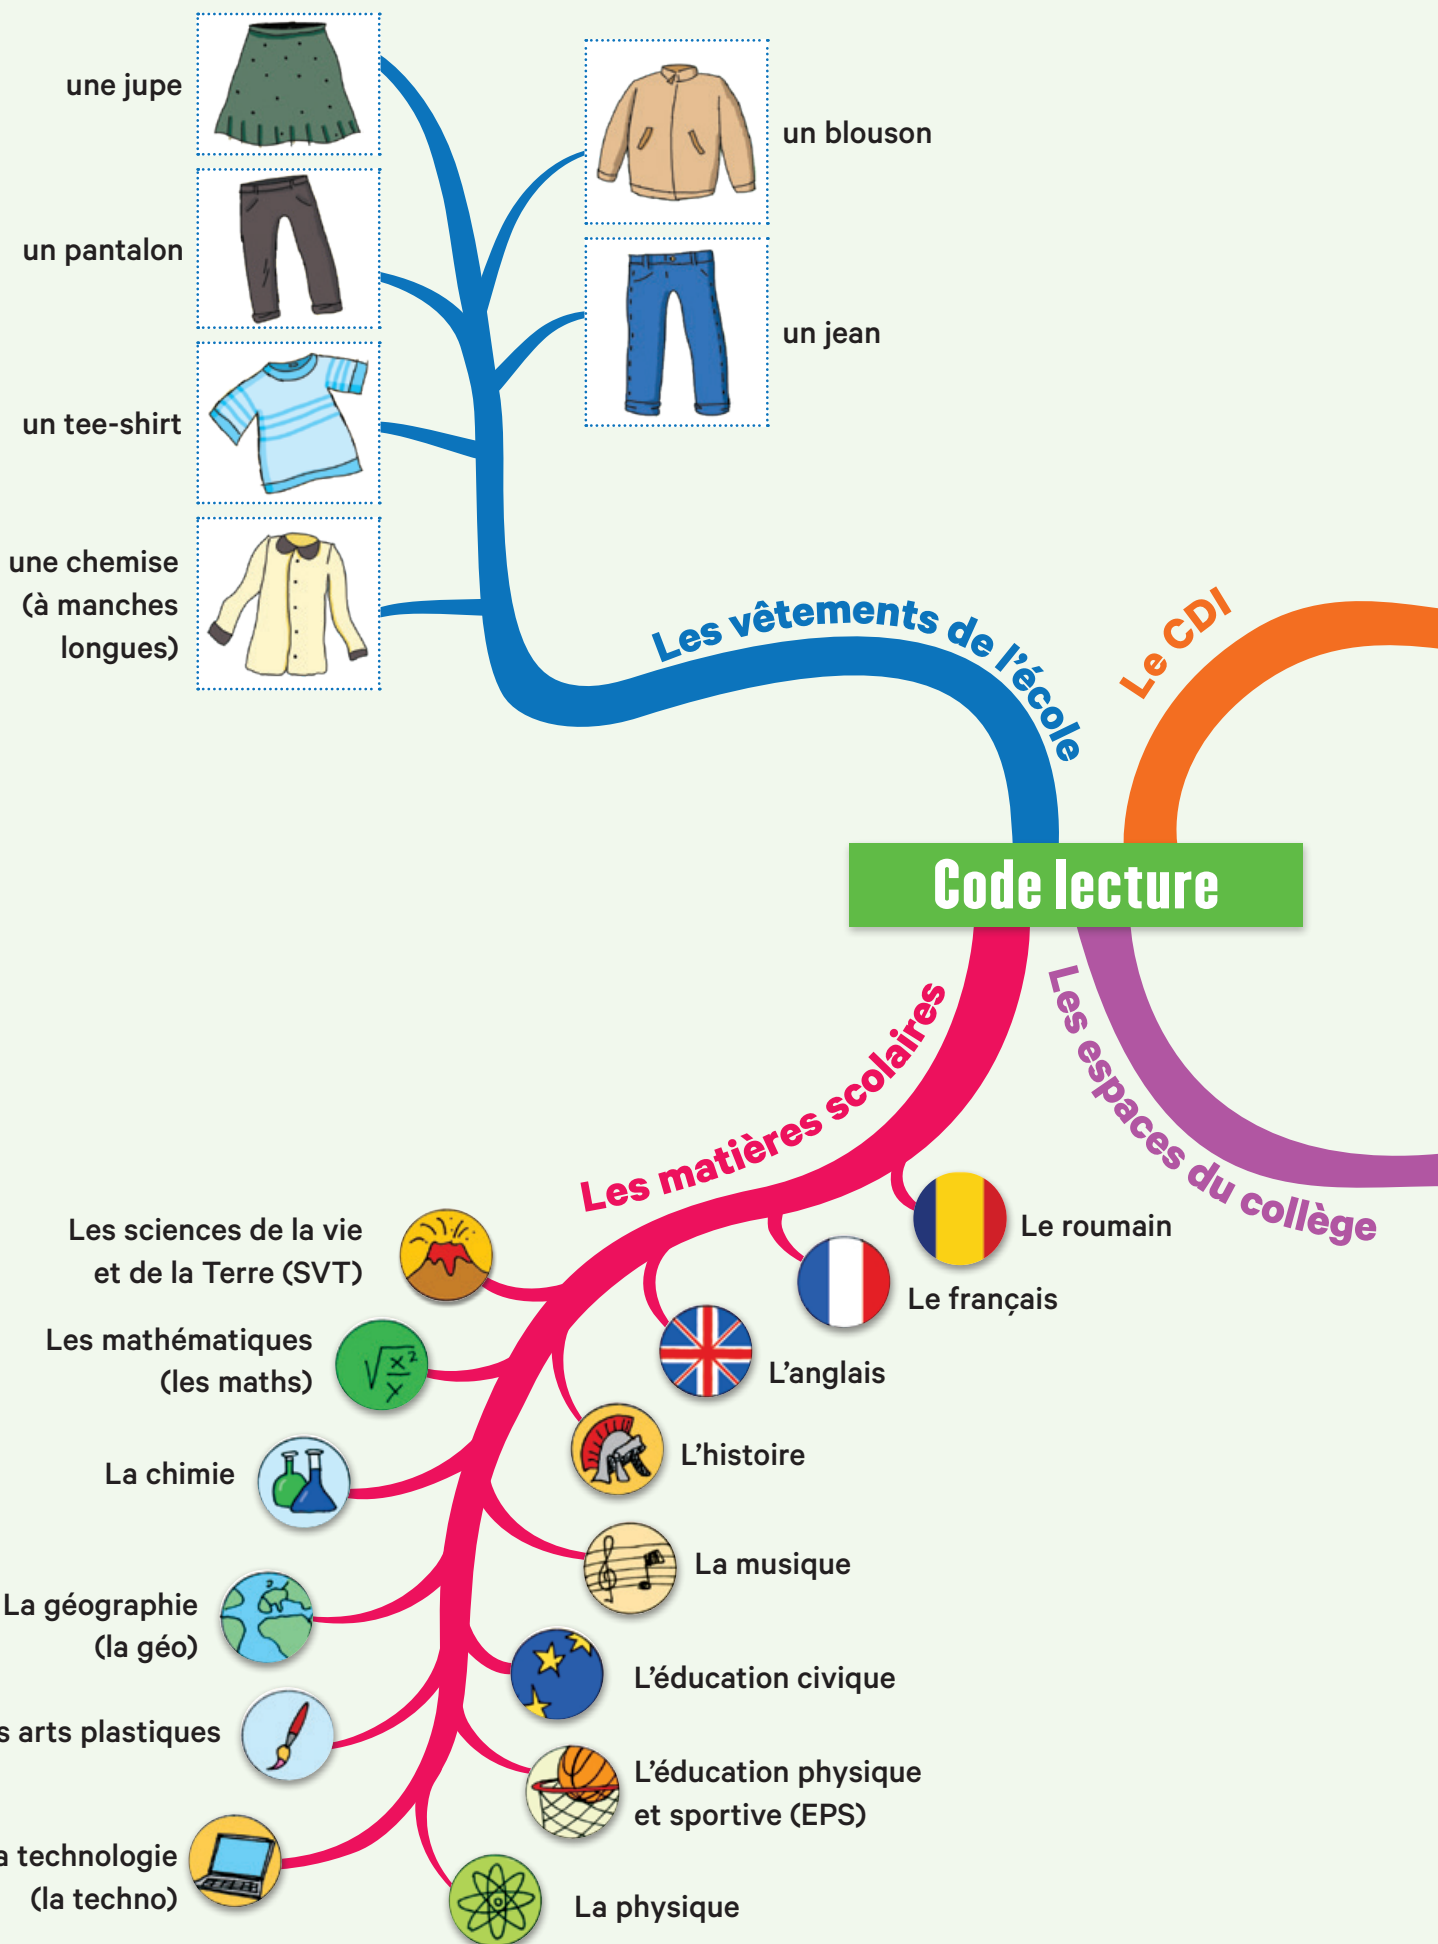 une jupe
un pantalon
un tee-shirt
une chemise
(à manches
longues)
un blouson
un jean
Les vêtements de l'école
Le CDI
Code lecture
Les matières scolaires
Les espaces du collège
Les sciences de la vie
et de la Terre (SVT)
Les mathématiques
(les maths)
La chimie
La géographie
(la géo)
s arts plastiques
a technologie
(la techno)
Le roumain
Le français
L'anglais
L'histoire
La musique
L'éducation civique
L'éducation physique
et sportive (EPS)
La physique